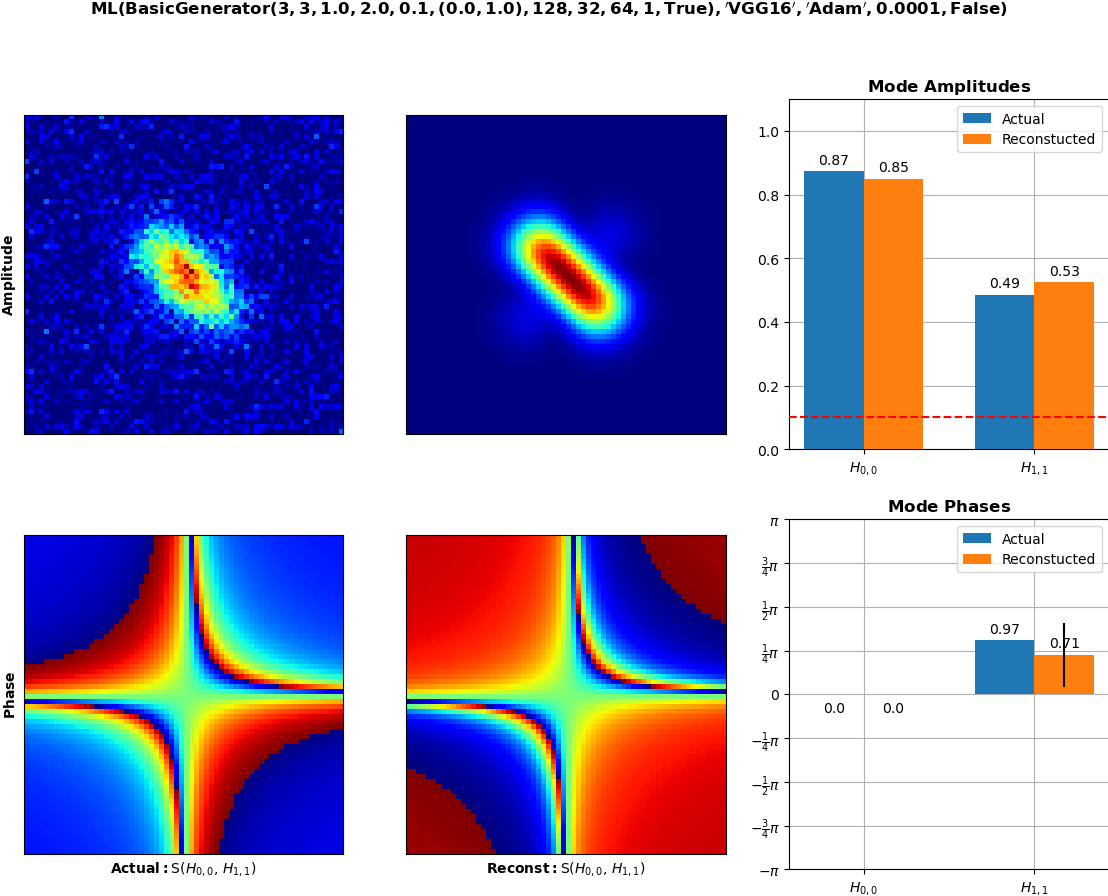 ML(BasicGenerator(3, 3, 1.0, 2.0, 0.1, (0.0, 1.0), 128, 32, 64, 1, True), ′VGG16′, ′Adam′, 0.0001, False)
Amplitude
Mode Amplitudes
Actual
Reconstucted
1.0
0.8
0.6
0.4
0.2
0.0
0.87
0.85
0.49
0.53
H0, 0
H1, 1
Phase
Actual: S(H0, 0, H1, 1)
Reconst: S(H0, 0, H1, 1)
Mode Phases
Actual
Reconstucted
π
3/4π
1/2π
1/4π
0
−1/4π
−1/2π
−3/4π
−π
0.0
0.0
0.97
0.71
H0, 0
H1, 1